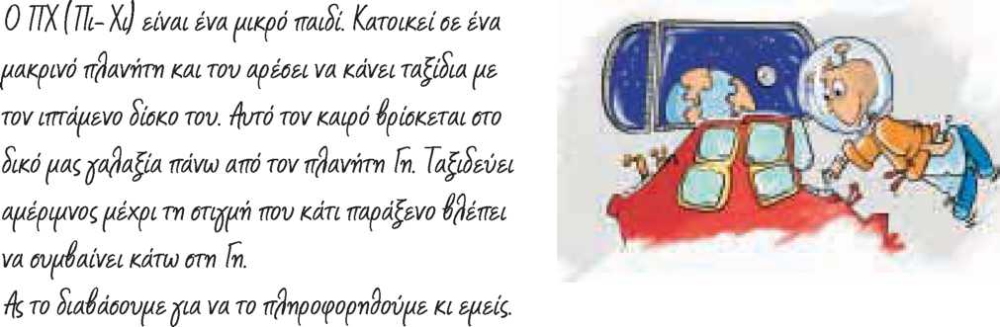 Ο ΠΧ (Πι- Χι) είναι ένα μικρό παιδί. Κατοικεί σε ένα
μακρινό πλανήτη και του αρέσει να κάνει ταξίδια με
τον ιπτάμενο δίσκο του. Αυτό τον καιρό βρίσκεται στο
δικό μας γαλαξία πάνω από τον πλανήτη Γη. Ταξιδεύει
αμέριμνος μέχρι τη στιγμή που κάτι παράξενο βλέπει
να συμβαίνει κάτω στη Γη.
Ας το διαβάσουμε για να το πληροφορηθούμε κι εμείς.